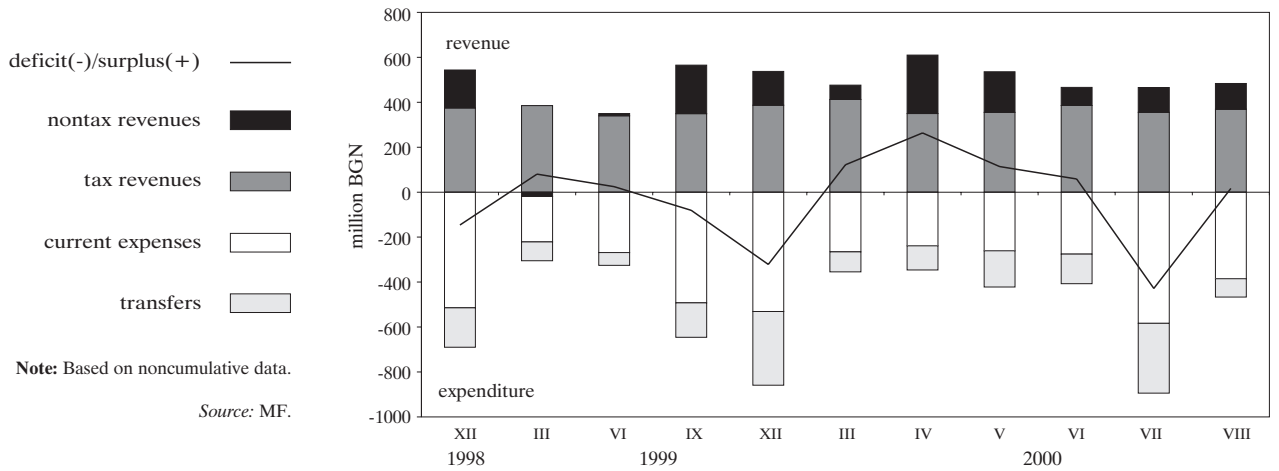 deficit(-)/surplus(+)
nontax revenues
tax revenues
current expenses
transfers
Note: Based on noncumulative data.
Source: MF.
million BGN
800
600
400
200
0
-200
-400
-600
-800
-1000
revenue
expenditure
XII III VI IX XII III IV V VI VII VIII
1998 1999 2000